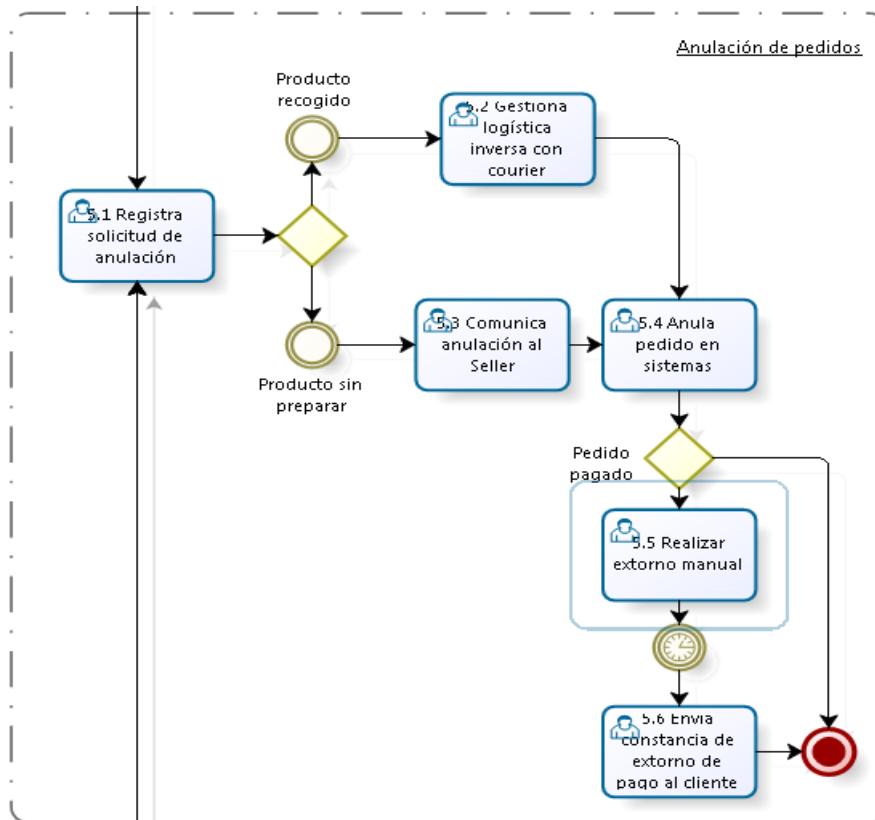 Anulación de pedidos
Producto
recogido
5.2 Gestiona
logística
inversa con
courier
5.1 Registra
solicitud de
anulación
5.3 Comunica
anulación al
Seller
5.4 Anula
pedido en
sistemas
Producto sin
preparar
Pedido
pagado
5.5 Realizar
extorno manual
5.6 Envia
constancia de
extorno de
pago al cliente